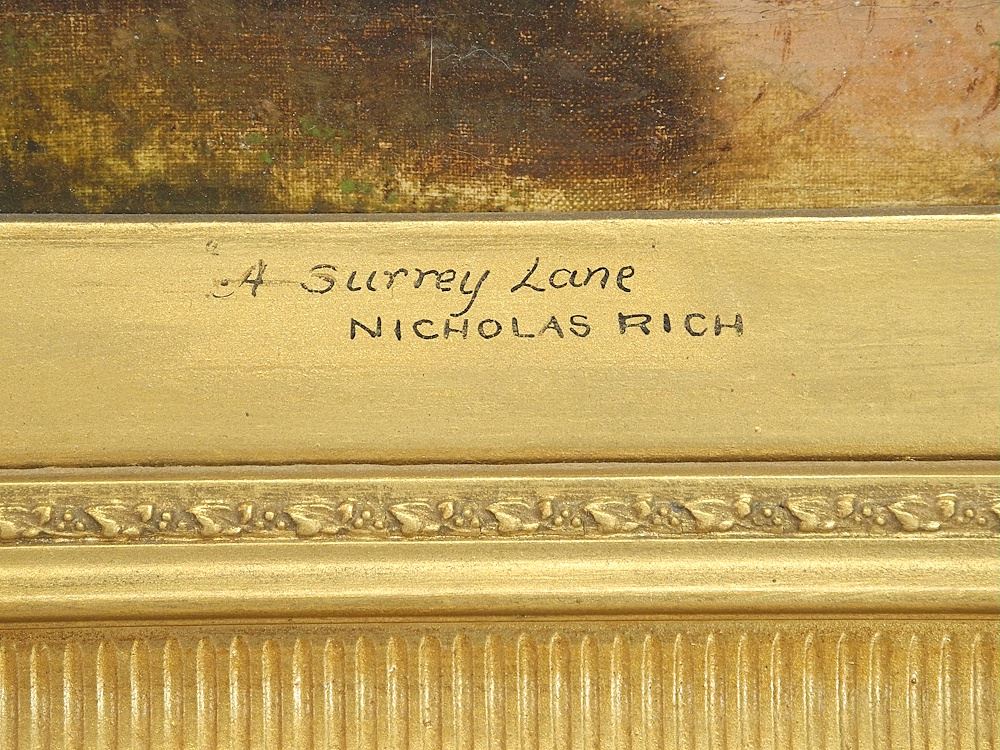 A Surrey Lane
NICHOLAS RICH